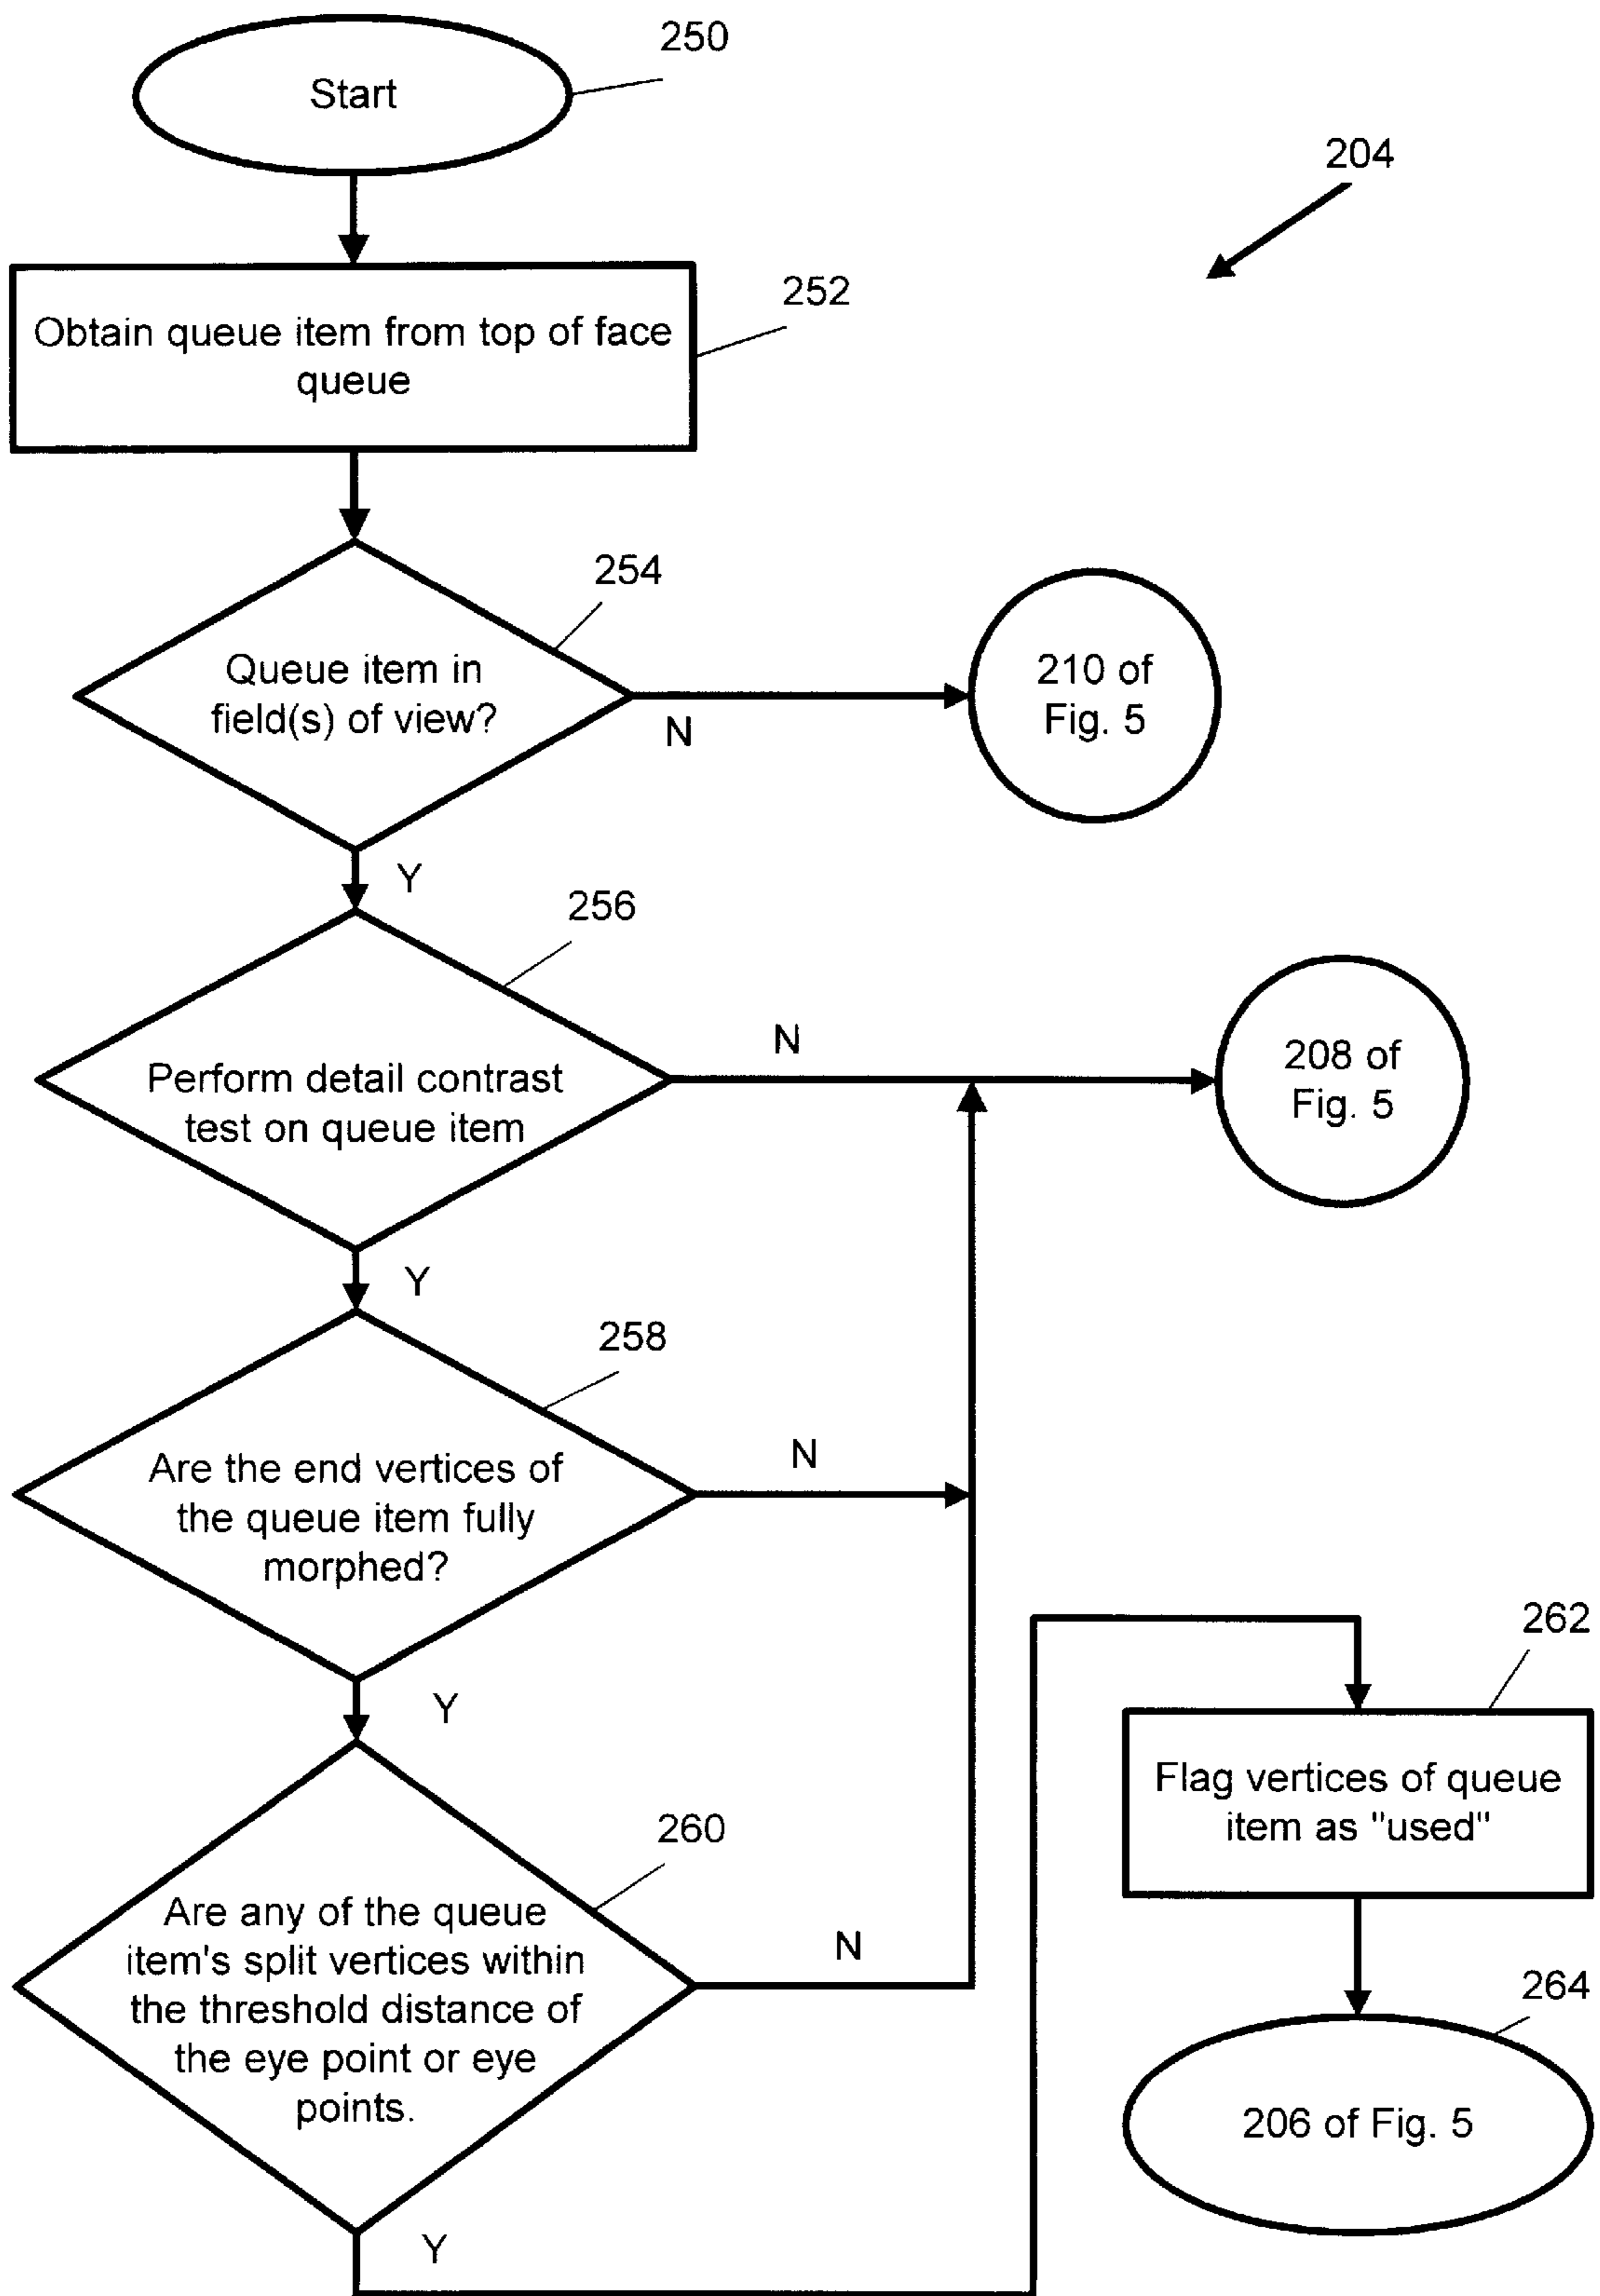 250
Start
204
252
Obtain queue item from top of face
queue
254
Queue item in
field(s) of view?
N
210 of
Fig. 5
Y
256
Perform detail contrast
test on queue item
N
208 of
Fig. 5
Y
258
Are the end vertices of
the queue item fully
morphed?
N
Y
262
Flag vertices of queue
item as "used"
260
Are any of the queue
item's split vertices within
the threshold distance of
the eye point or eye
points.
N
264
206 of Fig. 5
Y